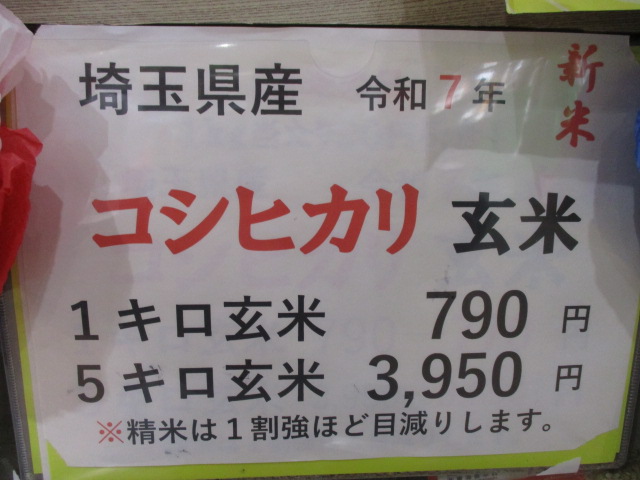 埼玉県産 令和7年 新米
コシヒカリ 玄米
1キロ玄米 790 円
5キロ玄米 3,950 円
※精米は1割強ほど目減りします。